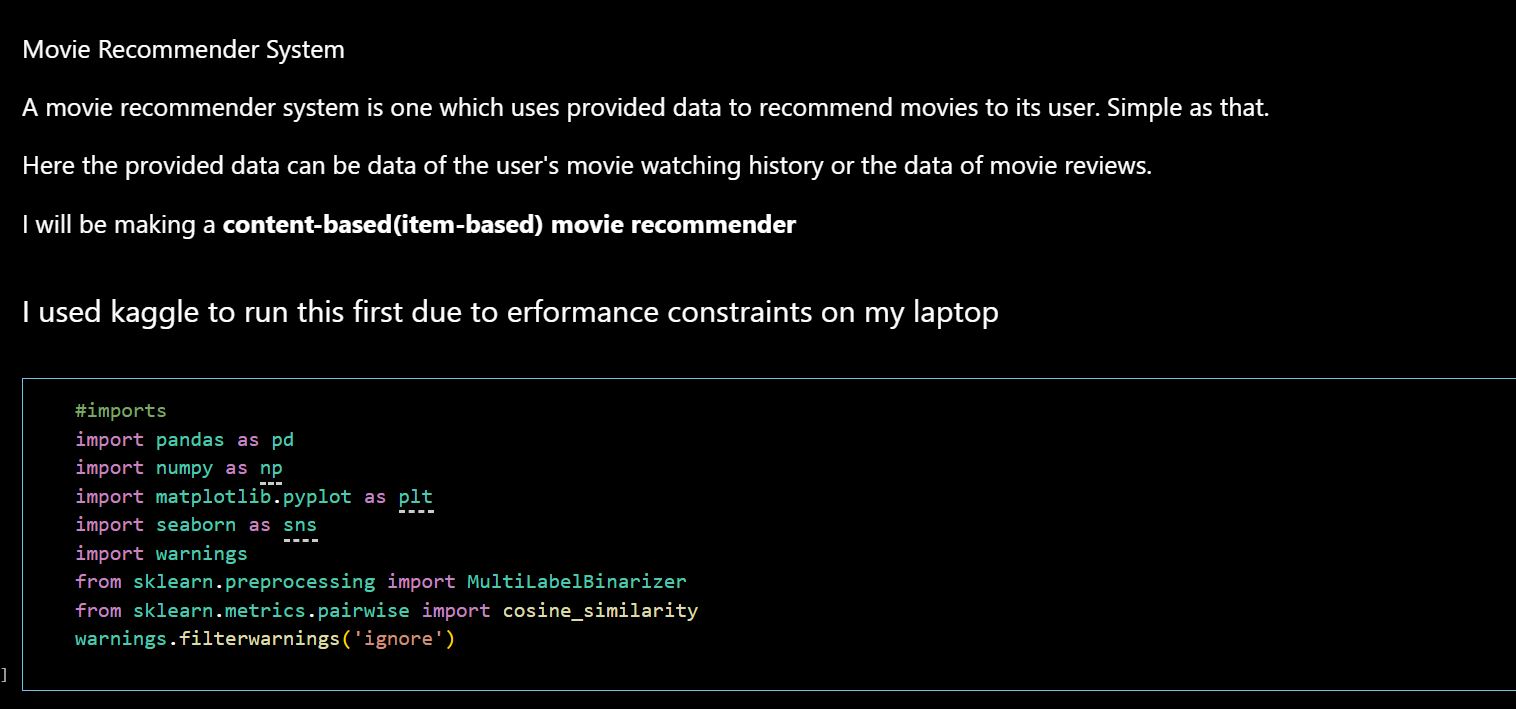 Movie Recommender System
A movie recommender system is one which uses provided data to recommend movies to its user. Simple as that.
Here the provided data can be data of the user's movie watching history or the data of movie reviews.
I will be making a content-based(item-based) movie recommender
I used kaggle to run this first due to erformance constraints on my laptop
#imports
import pandas as pd
import numpy as np
import matplotlib.pyplot as plt
import seaborn as sns
import warnings
from sklearn.preprocessing import MultiLabelBinarizer
from sklearn.metrics.pairwise import cosine_similarity
warnings.filterwarnings('ignore')
]